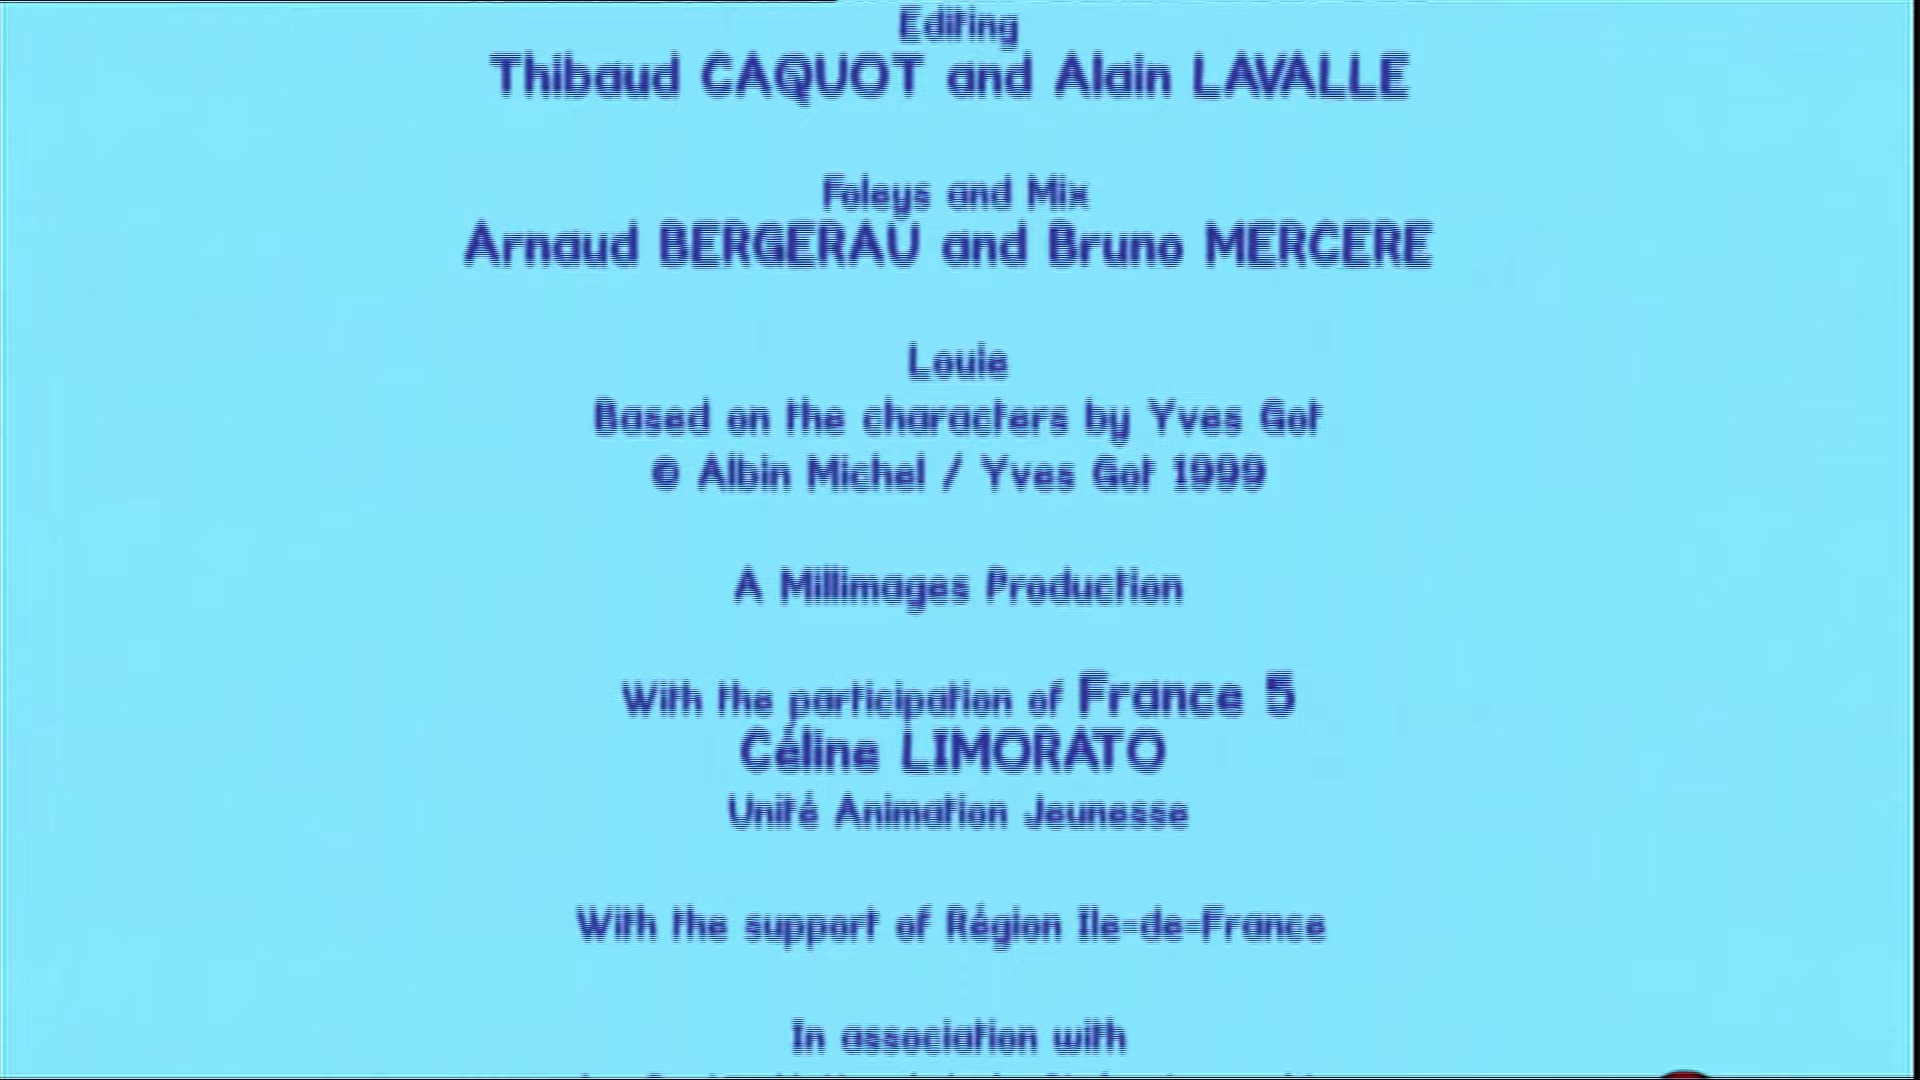 Editing
Thibaud CAQUOT and Alain LAVALLE
Foleys and Mix
Arnaud BERGERAU and Bruno MERCERE
Louie
Based on the characters by Yves Got
© Albin Michel / Yves Got 1999
A Millimages Production
With the participation of France 5
Céline LIMORATO
Unité Animation Jeunesse
With the support of Région Ile-de-France
In association with